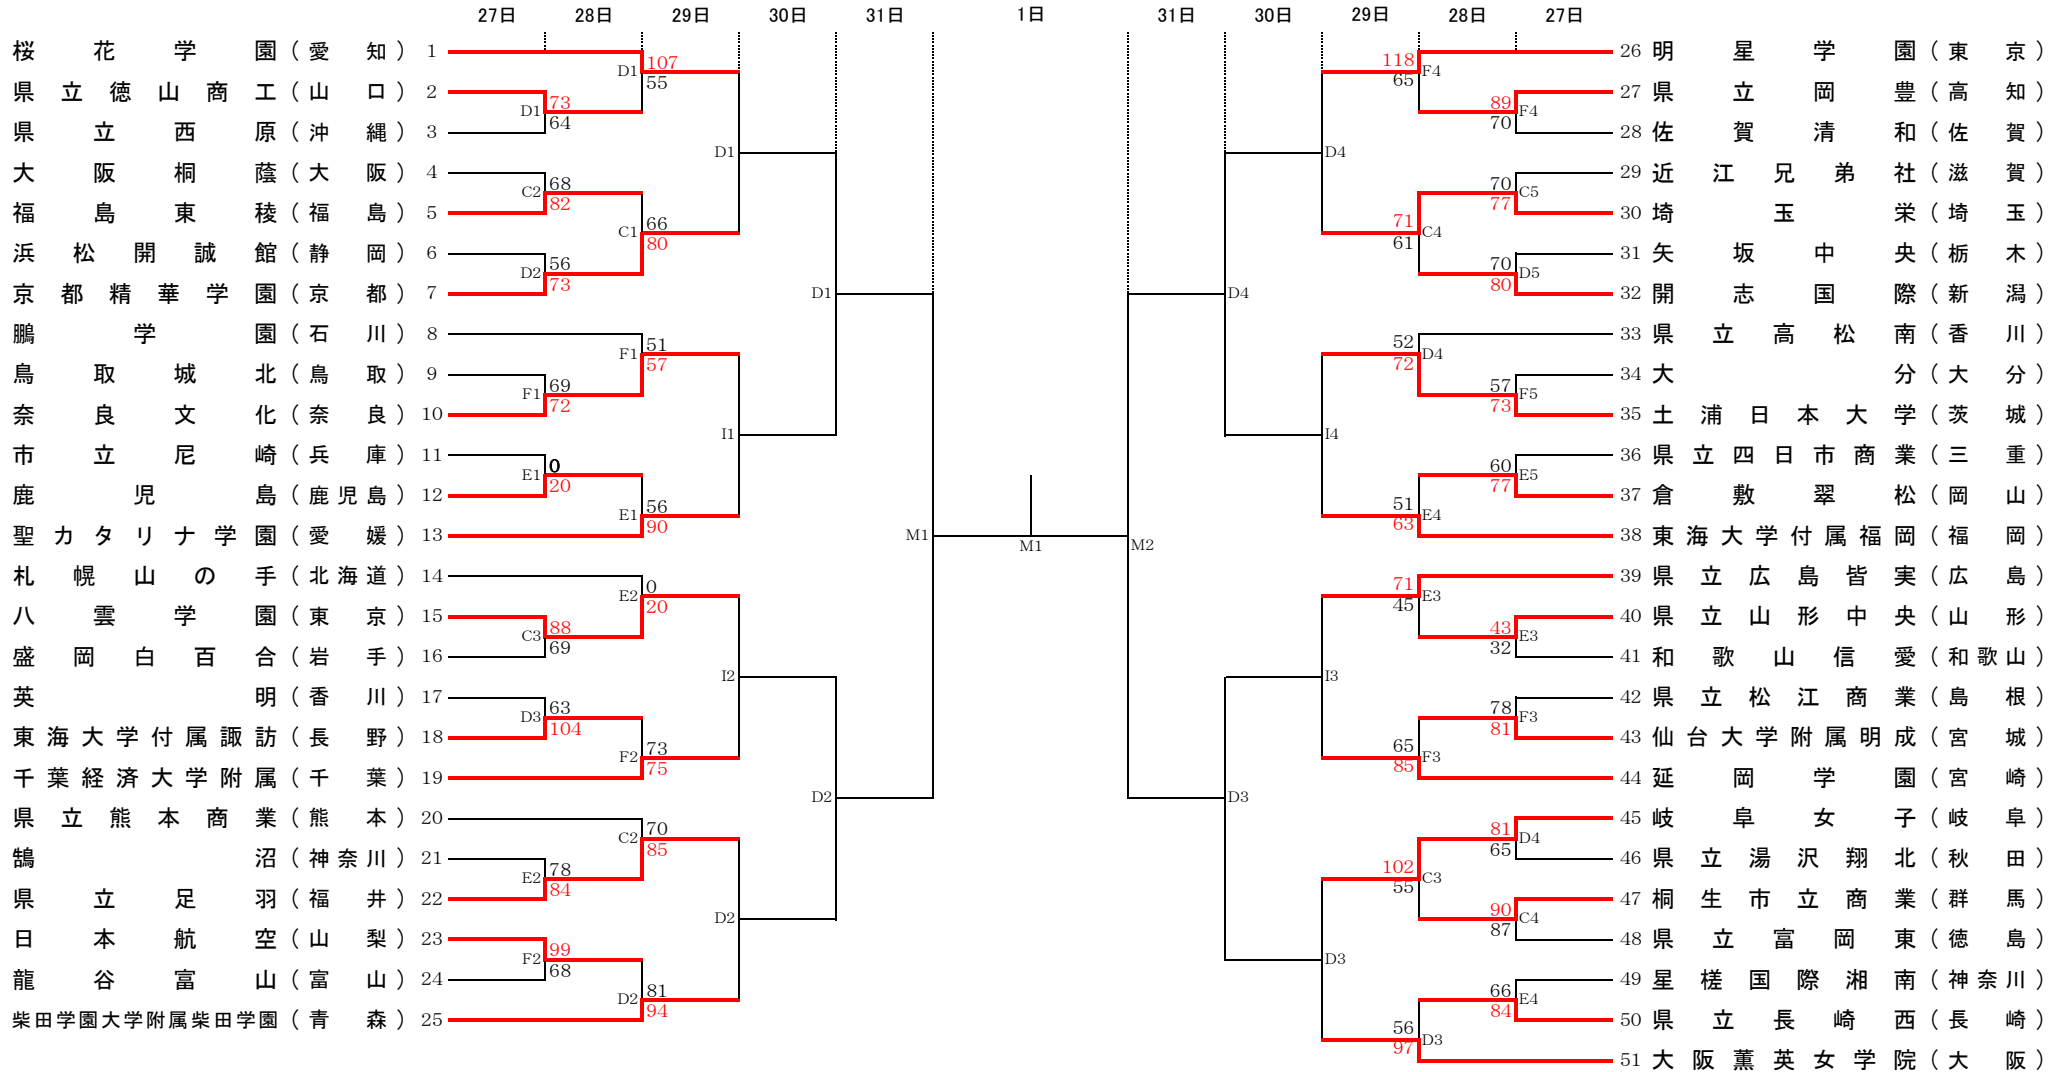 27日 28日 29日 30日 31日 1日 31日 30日 29日 28日 27日
桜花学園（愛知） 1
県立徳山商工（山口） 2
県立西原（沖縄） 3
大阪桐蔭（大阪） 4
福島東稜（福島） 5
浜松開誠館（静岡） 6
京都精華学園（京都） 7
鵬学園（石川） 8
鳥取城北（鳥取） 9
奈良文化（奈良） 10
市立尼崎（兵庫） 11
鹿児島（鹿児島） 12
聖カタリナ学園（愛媛） 13
札幌山の手（北海道） 14
八雲学園（東京） 15
盛岡白百合（岩手） 16
英明（香川） 17
東海大学付属諏訪（長野） 18
千葉経済大学附属（千葉） 19
県立熊本商業（熊本） 20
鵠沼（神奈川） 21
県立足羽（福井） 22
日本航空（山梨） 23
龍谷富山（富山） 24
柴田学園大学附属柴田学園（青森） 25
D1 73 64
C2 68 82
D2 56 73
F1 69 72
E1 0 20
C3 88 69
D3 63 104
E2 78 84
F2 99 68
D1 107 55
C1 66 80
F1 51 57
E1 56 90
E2 0 20
F2 73 75
C2 70 85
D2 81 94
D1
I1
I2
D2
D1
D2
M1
M1
M2
D4
D3
D4
I4
I3
D3
118 65 F4
71 61 C4
52 72 D4
51 63 E4
71 45 E3
65 85 F3
102 55 C3
56 97 D3
89 70 F4
70 77 C5
70 80 D5
57 73 F5
60 77 E5
43 32 E3
78 81 F3
81 65 D4
90 87 C4
66 84 E4
26 明星学園（東京）
27 県立岡豊（高知）
28 佐賀清和（佐賀）
29 近江兄弟社（滋賀）
30 埼玉栄（埼玉）
31 矢坂中央（栃木）
32 開志国際（新潟）
33 県立高松南（香川）
34 大分（大分）
35 土浦日本大学（茨城）
36 県立四日市商業（三重）
37 倉敷翠松（岡山）
38 東海大学付属福岡（福岡）
39 県立広島皆実（広島）
40 県立山形中央（山形）
41 和歌山信愛（和歌山）
42 県立松江商業（島根）
43 仙台大学附属明成（宮城）
44 延岡学園（宮崎）
45 岐阜女子（岐阜）
46 県立湯沢翔北（秋田）
47 桐生市立商業（群馬）
48 県立富岡東（徳島）
49 星槎国際湘南（神奈川）
50 県立長崎西（長崎）
51 大阪薫英女学院（大阪）